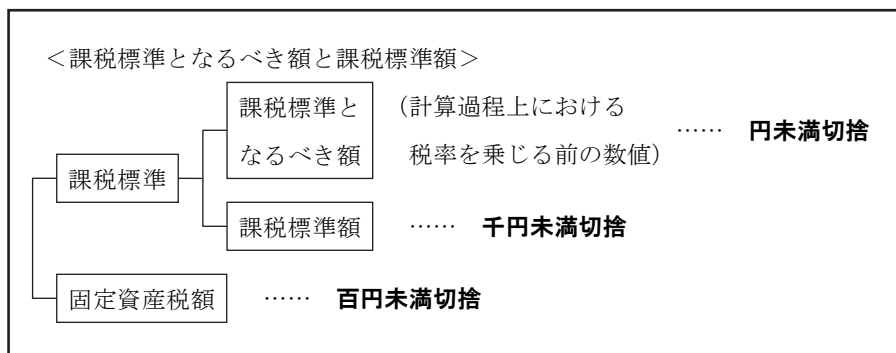 ＜課税標準となるべき額と課税標準額＞
課税標準と （計算過程上における
なるべき額 税率を乗じる前の数値） …… 円未満切捨
課税標準
課税標準額 …… 千円未満切捨
固定資産税額 …… 百円未満切捨